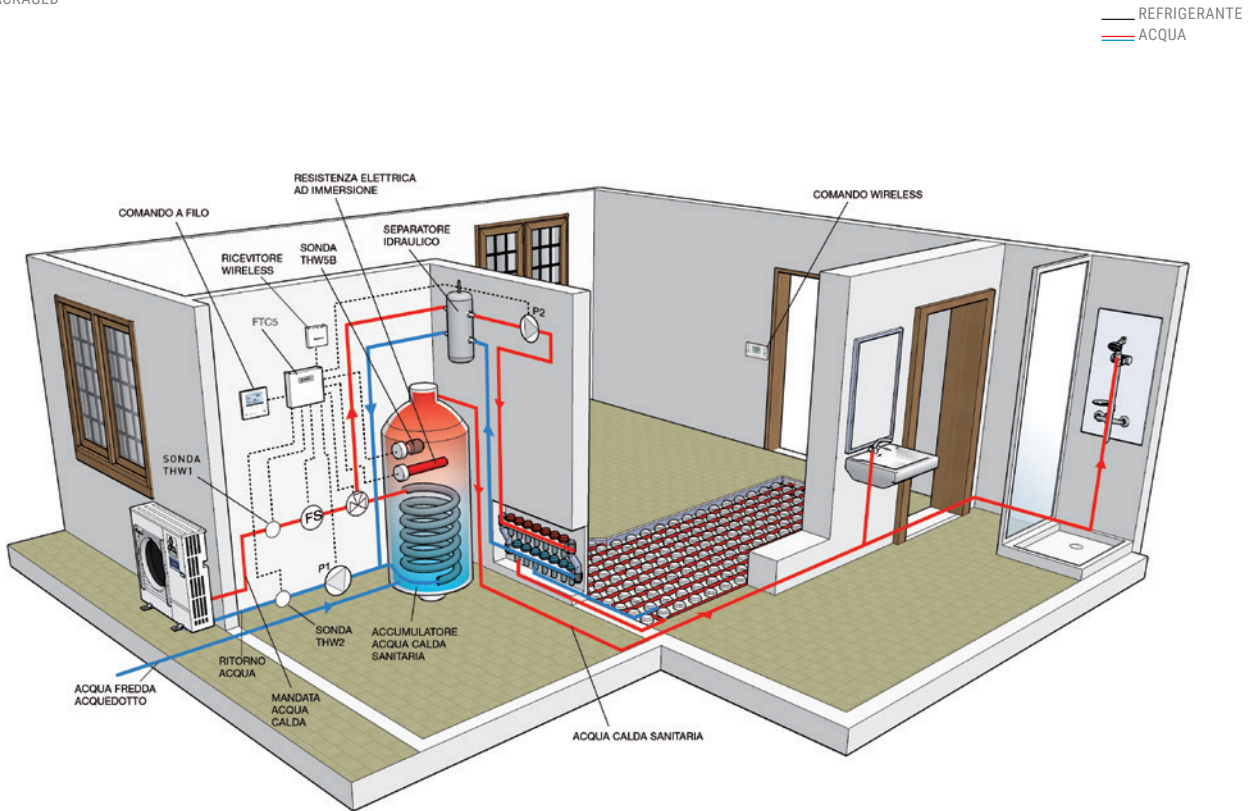 REFRIGERANTE
ACQUA
RESISTENZA ELETTRICA
AD IMMERSIONE
COMANDO WIRELESS
COMANDO A FILO
SEPARATORE
IDRAULICO
SONDA
THW5B
RICEVITORE
WIRELESS
P2
FTC5
SONDA
THW1
FS
P1
SONDA
THW2
ACCUMULATORE
ACQUA CALDA
SANITARIA
RITORNO
ACQUA
ACQUA FREDDA
ACQUEDOTTO
MANDATA
ACQUA
CALDA
ACQUA CALDA SANITARIA